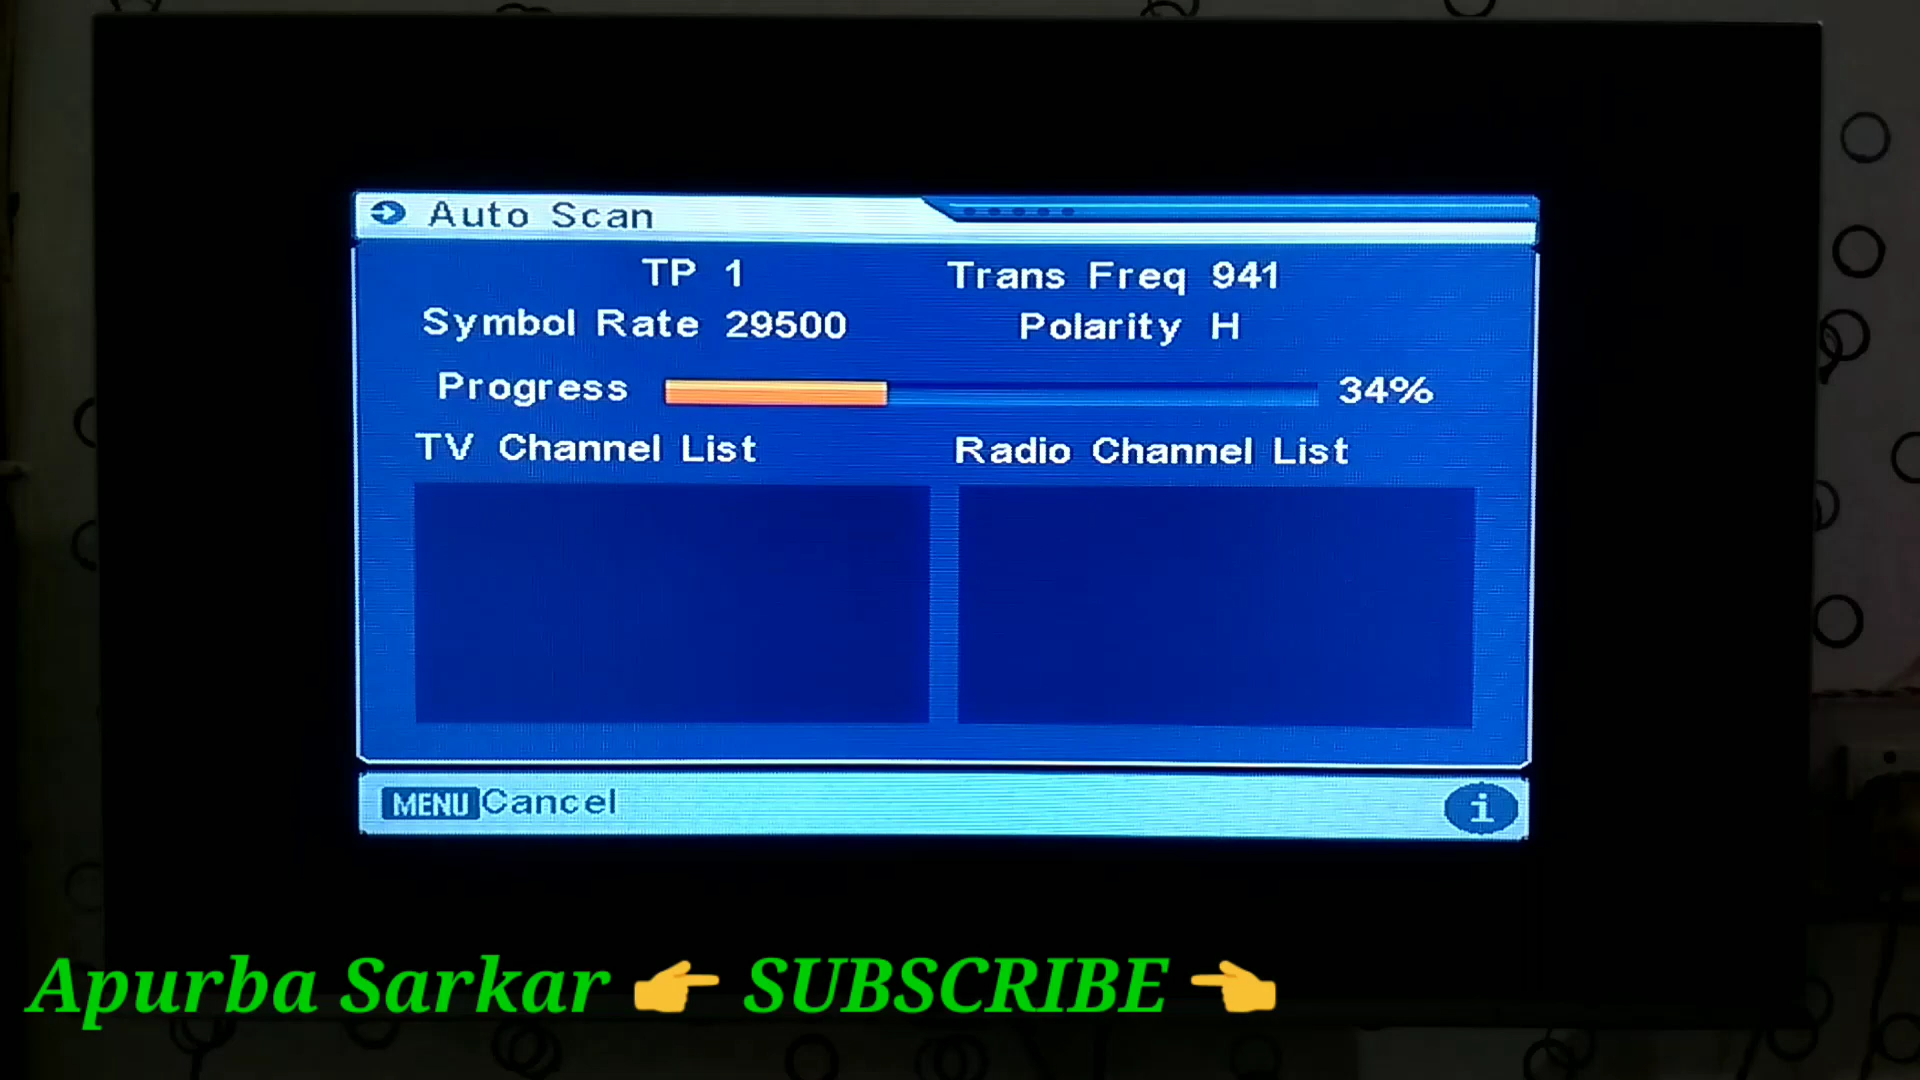 Auto Scan
TP 1 Trans Freq 941
Symbol Rate 29500 Polarity H
Progress 34%
TV Channel List Radio Channel List
MENU Cancel i
Apurba Sarkar 👉 SUBSCRIBE 👈